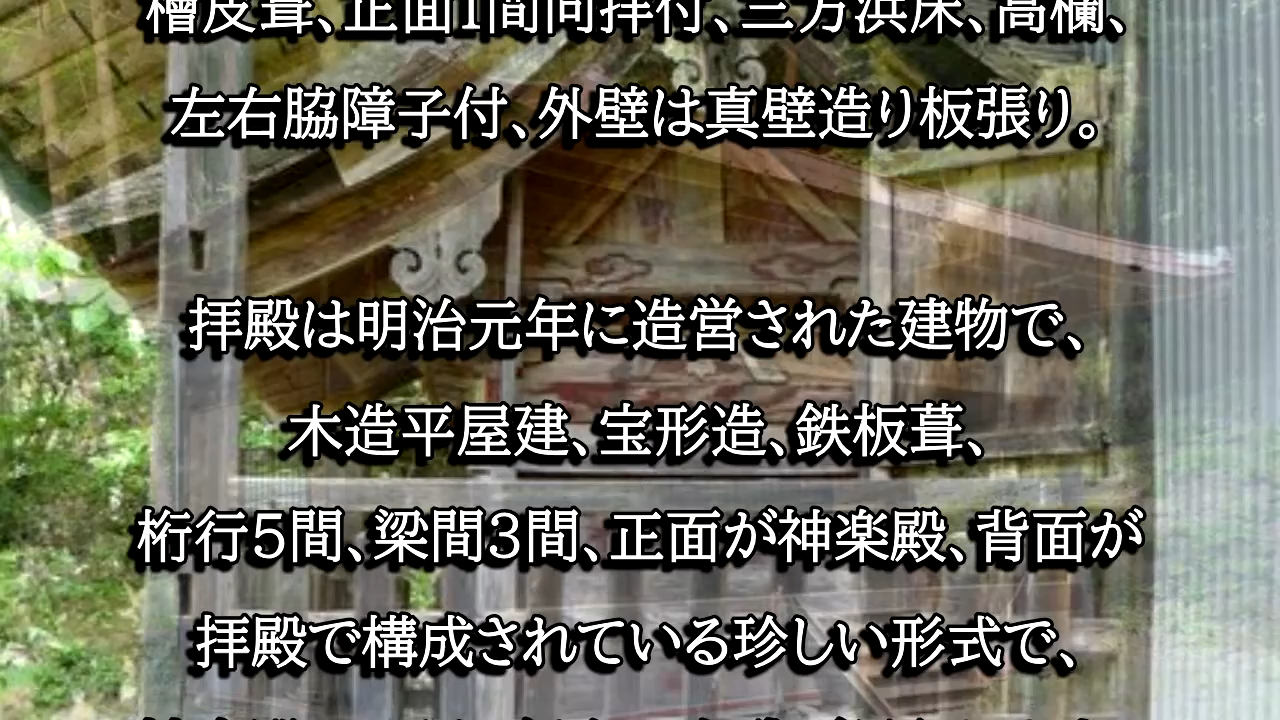 檜皮葺、正面1間向拝付、三方浜床、高欄、
左右脇障子付、外壁は真壁造り板張り。
拝殿は明治元年に造営された建物で、
木造平屋建、宝形造、鉄板葺、
桁行5間、梁間3間、正面が神楽殿、背面が
拝殿で構成されている珍しい形式で、